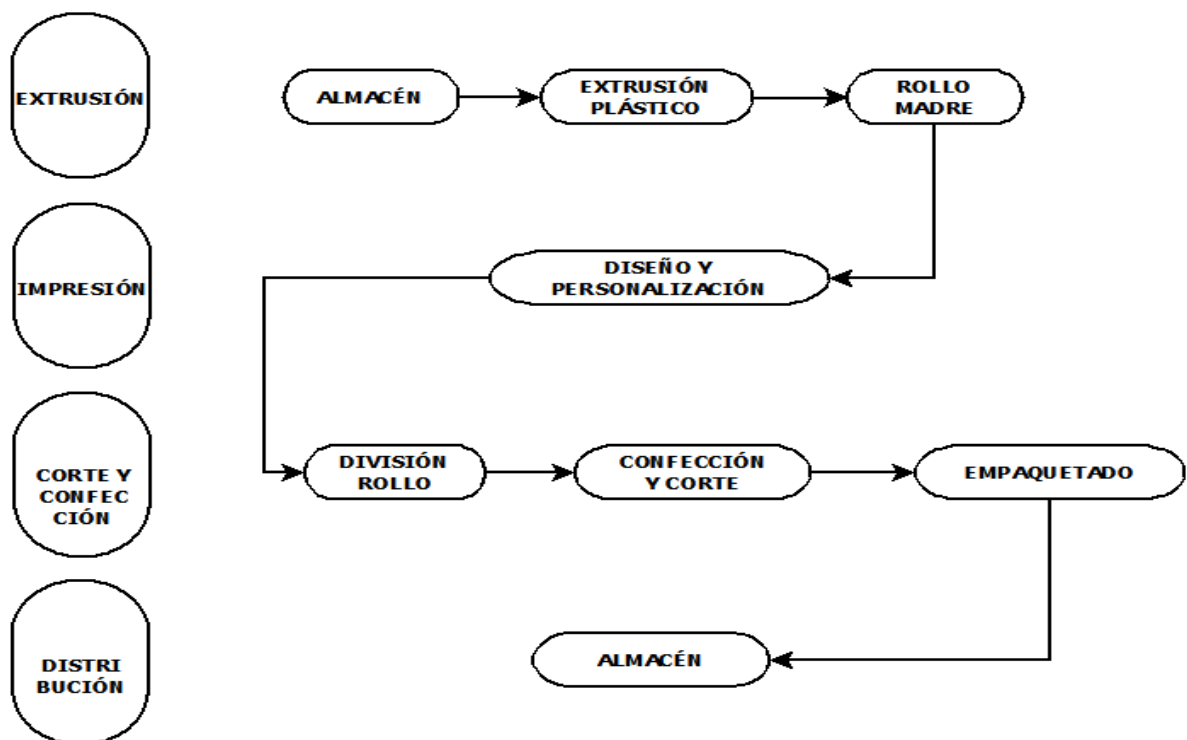 EXTRUSIÓN
ALMACÉN
EXTRUSIÓN
PLÁSTICO
ROLLO
MADRE
IMPRESIÓN
DISEÑO Y
PERSONALIZACIÓN
CORTE Y
CONFEC
CIÓN
DIVISIÓN
ROLLO
CONFECCIÓN
Y CORTE
EMPAQUETADO
DISTRI
BUCIÓN
ALMACÉN